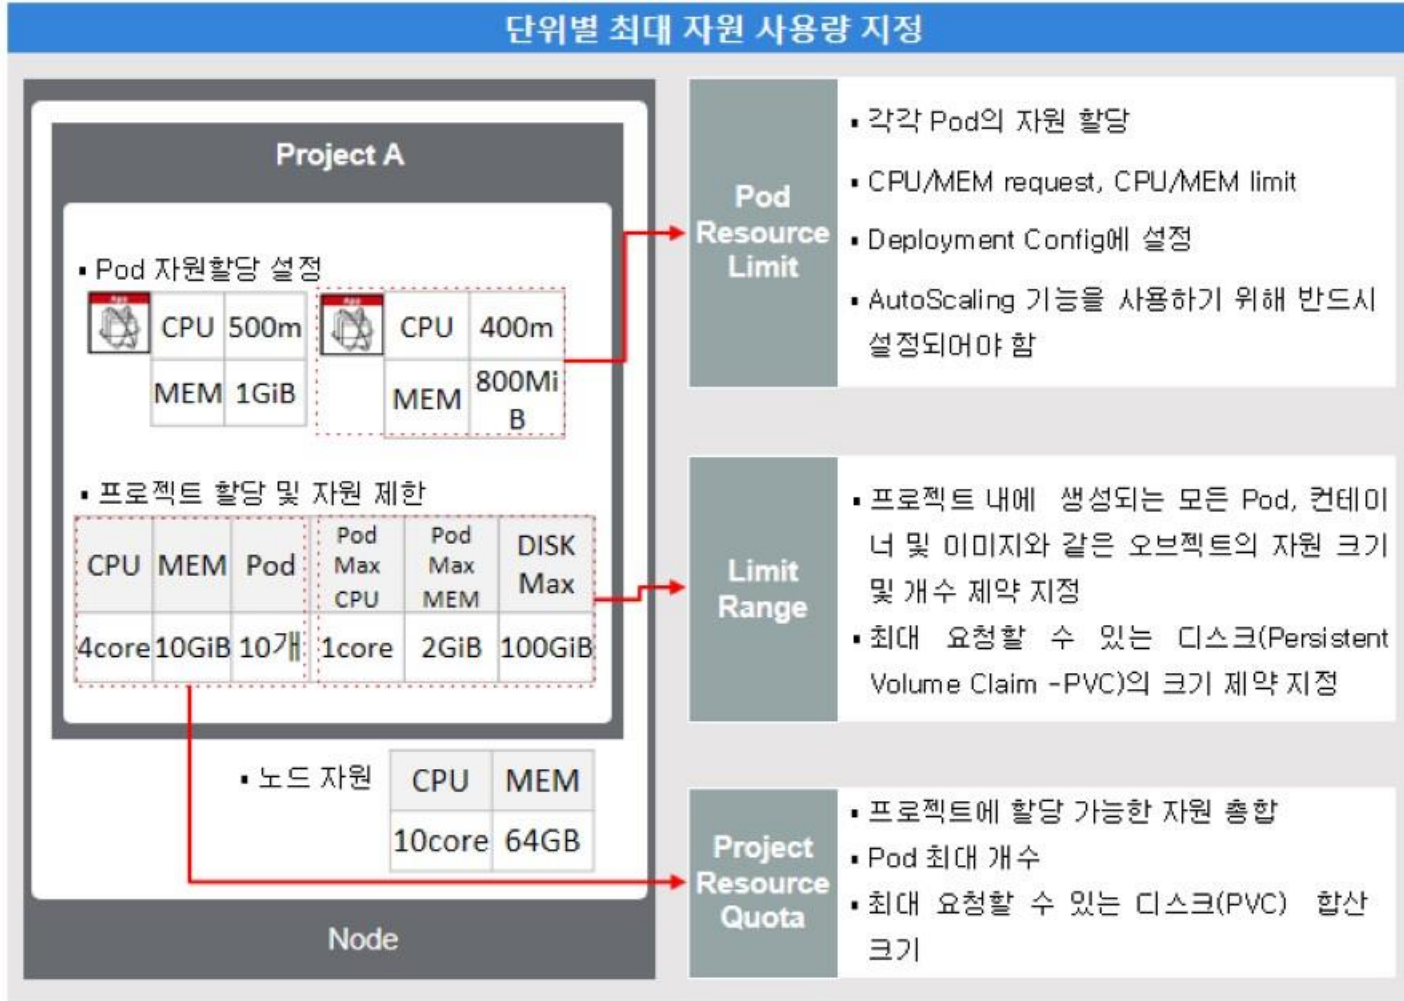 단위별 최대 자원 사용량 지정
Project A
▪ Pod 자원할당 설정
App
CPU 500m
MEM 1GiB
App
CPU 400m
MEM 800Mi
B
▪ 프로젝트 할당 및 자원 제한
CPU MEM Pod
Pod
Max
CPU
Pod
Max
MEM
DISK
Max
4core 10GiB 10개 1core 2GiB 100GiB
▪ 노드 자원
CPU MEM
10core 64GB
Node
Pod
Resource
Limit
▪ 각각 Pod의 자원 할당
▪ CPU/MEM request, CPU/MEM limit
▪ Deployment Config에 설정
▪ AutoScaling 기능을 사용하기 위해 반드시
설정되어야 함
Limit
Range
▪ 프로젝트 내에 생성되는 모든 Pod, 컨테이
너 및 이미지와 같은 오브젝트의 자원 크기
및 개수 제약 지정
▪ 최대 요청할 수 있는 디스크(Persistent
Volume Claim -PVC)의 크기 제약 지정
Project
Resource
Quota
▪ 프로젝트에 할당 가능한 자원 총합
▪ Pod 최대 개수
▪ 최대 요청할 수 있는 디스크(PVC) 합산
크기